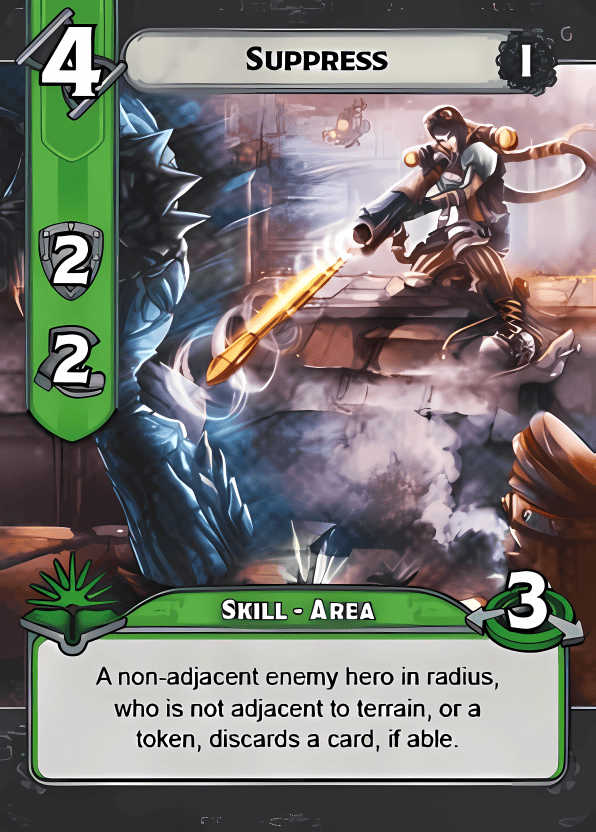 4
SUPPRESS
I
2
2
SKILL - AREA
3
A non-adjacent enemy hero in radius,
who is not adjacent to terrain, or a
token, discards a card, if able.